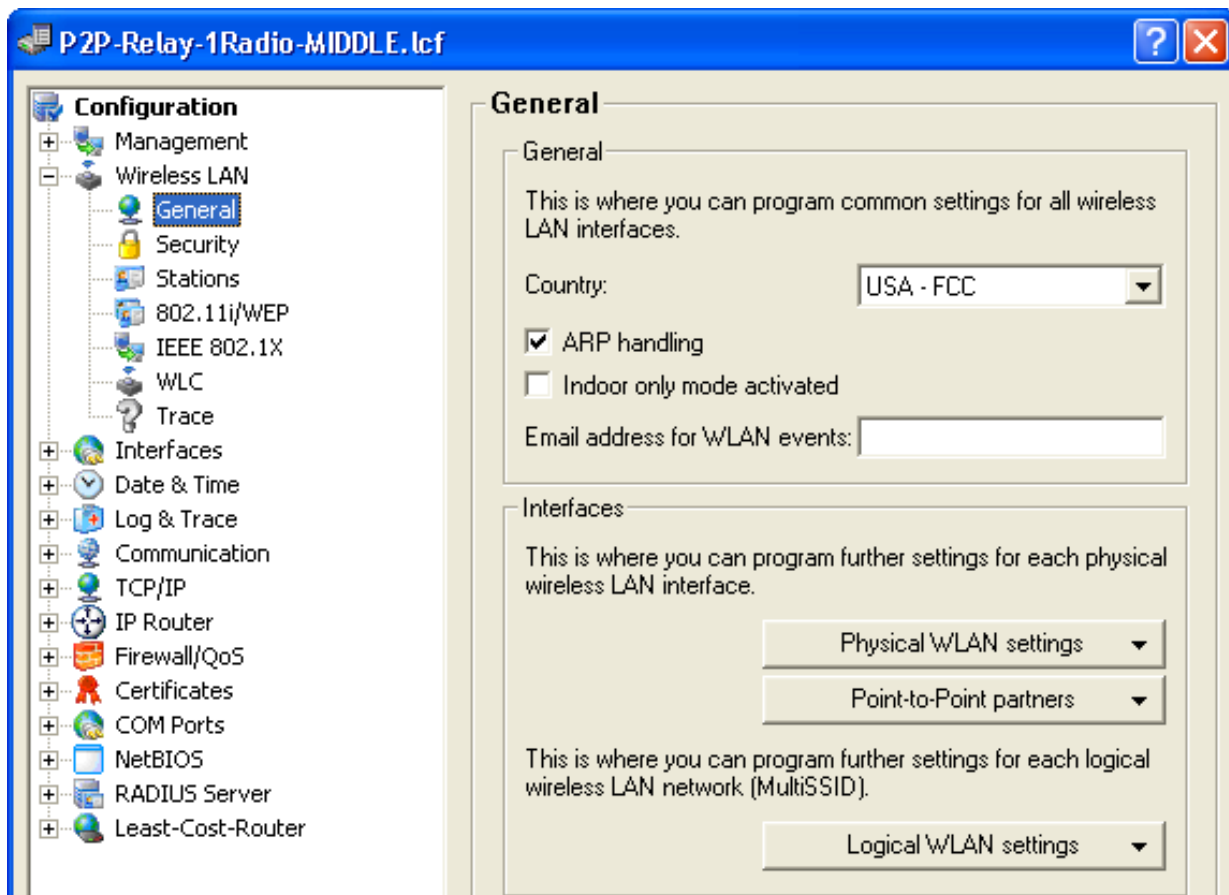 P2P-Relay-1Radio-MIDDLE.lcf
Configuration
Management
Wireless LAN
General
Security
Stations
802.11i/WEP
IEEE 802.1X
WLC
Trace
Interfaces
Date & Time
Log & Trace
Communication
TCP/IP
IP Router
Firewall/QoS
Certificates
COM Ports
NetBIOS
RADIUS Server
Least-Cost-Router
General
General
This is where you can program common settings for all wireless
LAN interfaces.
Country: USA - FCC
ARP handling
Indoor only mode activated
Email address for WLAN events:
Interfaces
This is where you can program further settings for each physical
wireless LAN interface.
Physical WLAN settings
Point-to-Point partners
This is where you can program further settings for each logical
wireless LAN network (MultiSSID).
Logical WLAN settings